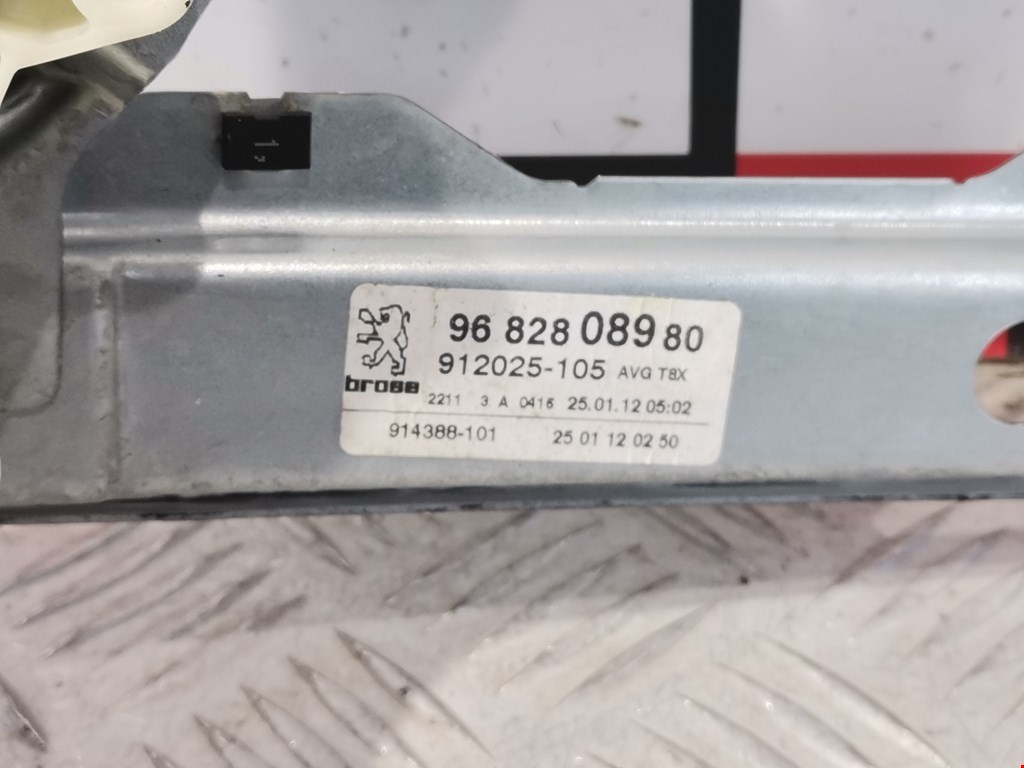 96 828 089 80
912025-105 AVG T8X
brose
2211 3 A 0416 25.01.12 05:02
914388-101 25 01 12 02 50